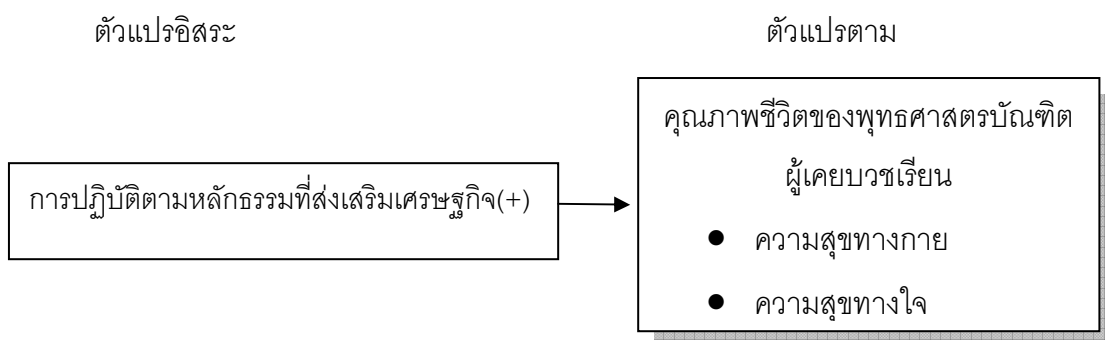 ตัวแปรอิสระ
ตัวแปรตาม
การปฏิบัติตามหลักธรรมที่ส่งเสริมเศรษฐกิจ(+)
คุณภาพชีวิตของพุทธศาสตรบัณฑิต
ผู้เคยบวชเรียน
● ความสุขทางกาย
● ความสุขทางใจ